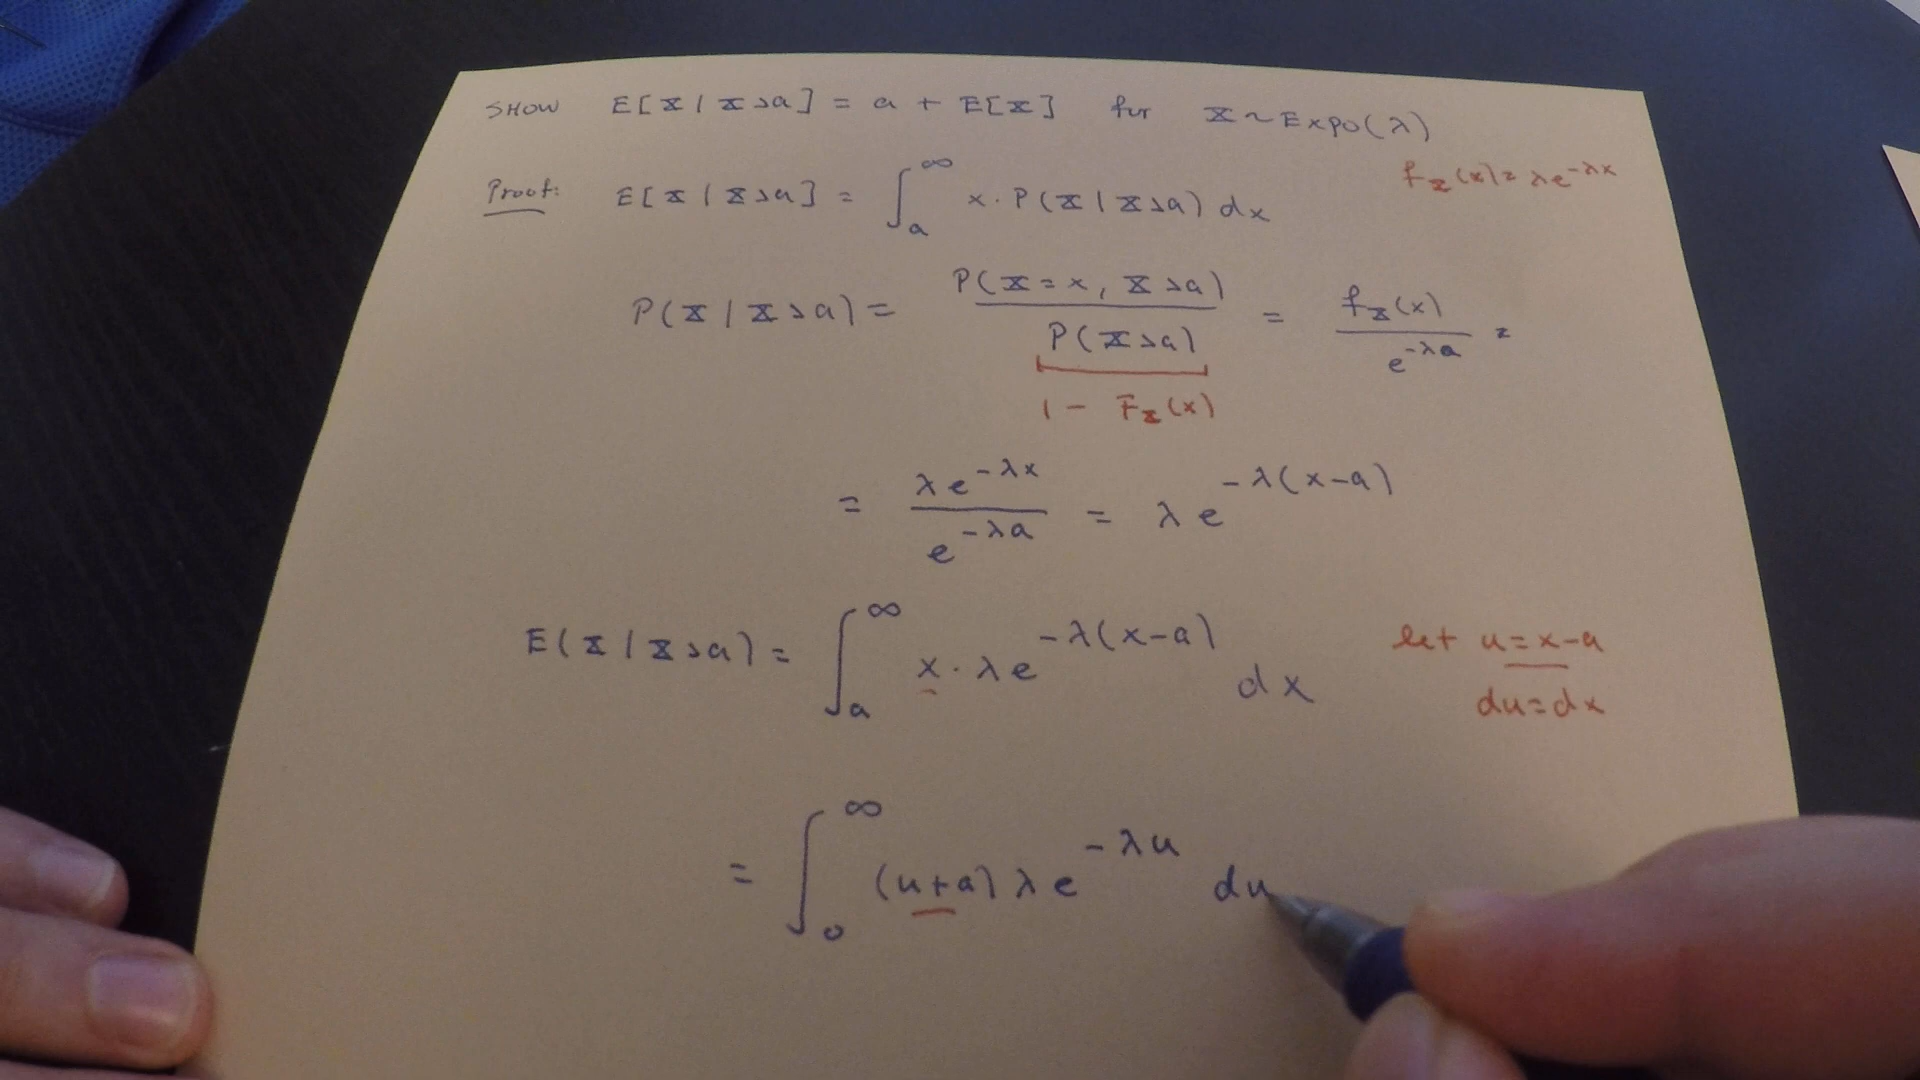 SHOW E[X | X>a] = a + E[X] for X ~ Expo(λ)
f_X(x) = λe^{-λx}
Proof: E[X | X>a] = ∫_a^∞ x · P(X | X>a) dx
P(X | X>a) = P(X = x, X>a) / P(X>a) = f_X(x) / e^{-λa} =
1 - F_X(x)
= λe^{-λx} / e^{-λa} = λe^{-λ(x-a)}
E(X | X>a) = ∫_a^∞ x · λe^{-λ(x-a)} dx
let u = x-a
du = dx
= ∫_0^∞ (u+a) λe^{-λu} du